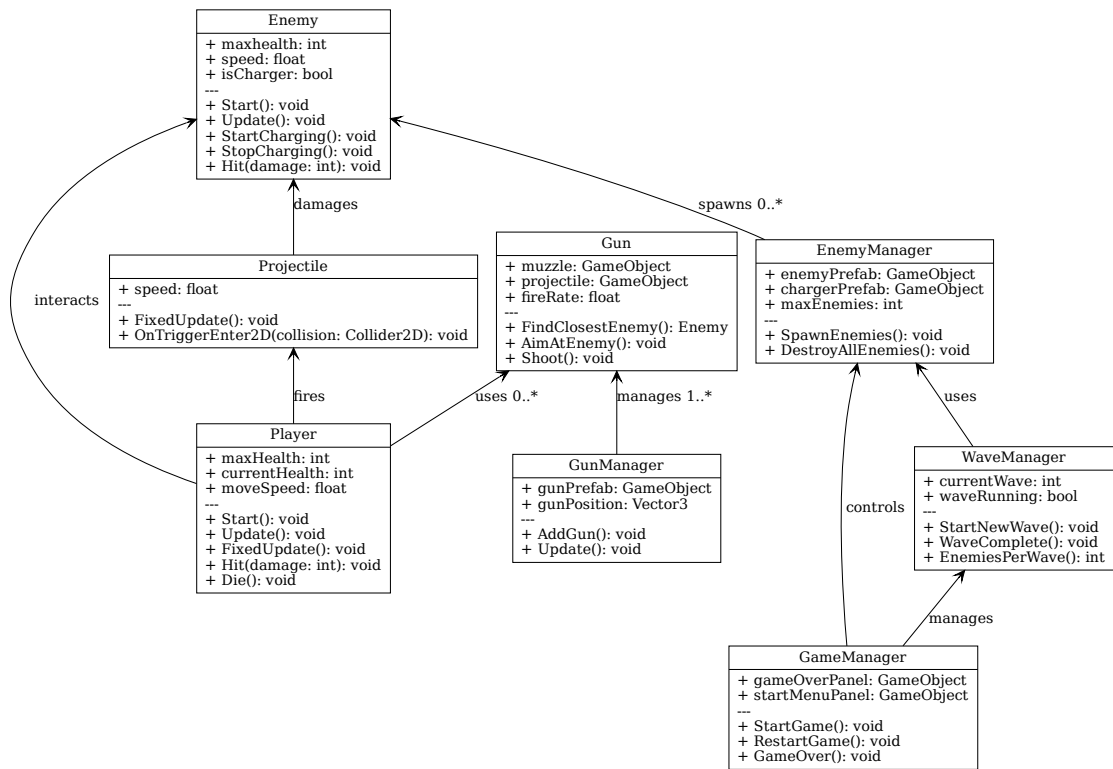 Enemy
+ maxhealth: int
+ speed: float
+ isCharger: bool
---
+ Start(): void
+ Update(): void
+ StartCharging(): void
+ StopCharging(): void
+ Hit(damage: int): void
damages
spawns 0..*
Projectile
+ speed: float
---
+ FixedUpdate(): void
+ OnTriggerEnter2D(collision: Collider2D): void
Gun
+ muzzle: GameObject
+ projectile: GameObject
+ fireRate: float
---
+ FindClosestEnemy(): Enemy
+ AimAtEnemy(): void
+ Shoot(): void
EnemyManager
+ enemyPrefab: GameObject
+ chargerPrefab: GameObject
+ maxEnemies: int
---
+ SpawnEnemies(): void
+ DestroyAllEnemies(): void
interacts
fires
uses 0..*
manages 1..*
uses
Player
+ maxHealth: int
+ currentHealth: int
+ moveSpeed: float
---
+ Start(): void
+ Update(): void
+ FixedUpdate(): void
+ Hit(damage: int): void
+ Die(): void
GunManager
+ gunPrefab: GameObject
+ gunPosition: Vector3
---
+ AddGun(): void
+ Update(): void
controls
WaveManager
+ currentWave: int
+ waveRunning: bool
---
+ StartNewWave(): void
+ WaveComplete(): void
+ EnemiesPerWave(): int
manages
GameManager
+ gameOverPanel: GameObject
+ startMenuPanel: GameObject
---
+ StartGame(): void
+ RestartGame(): void
+ GameOver(): void